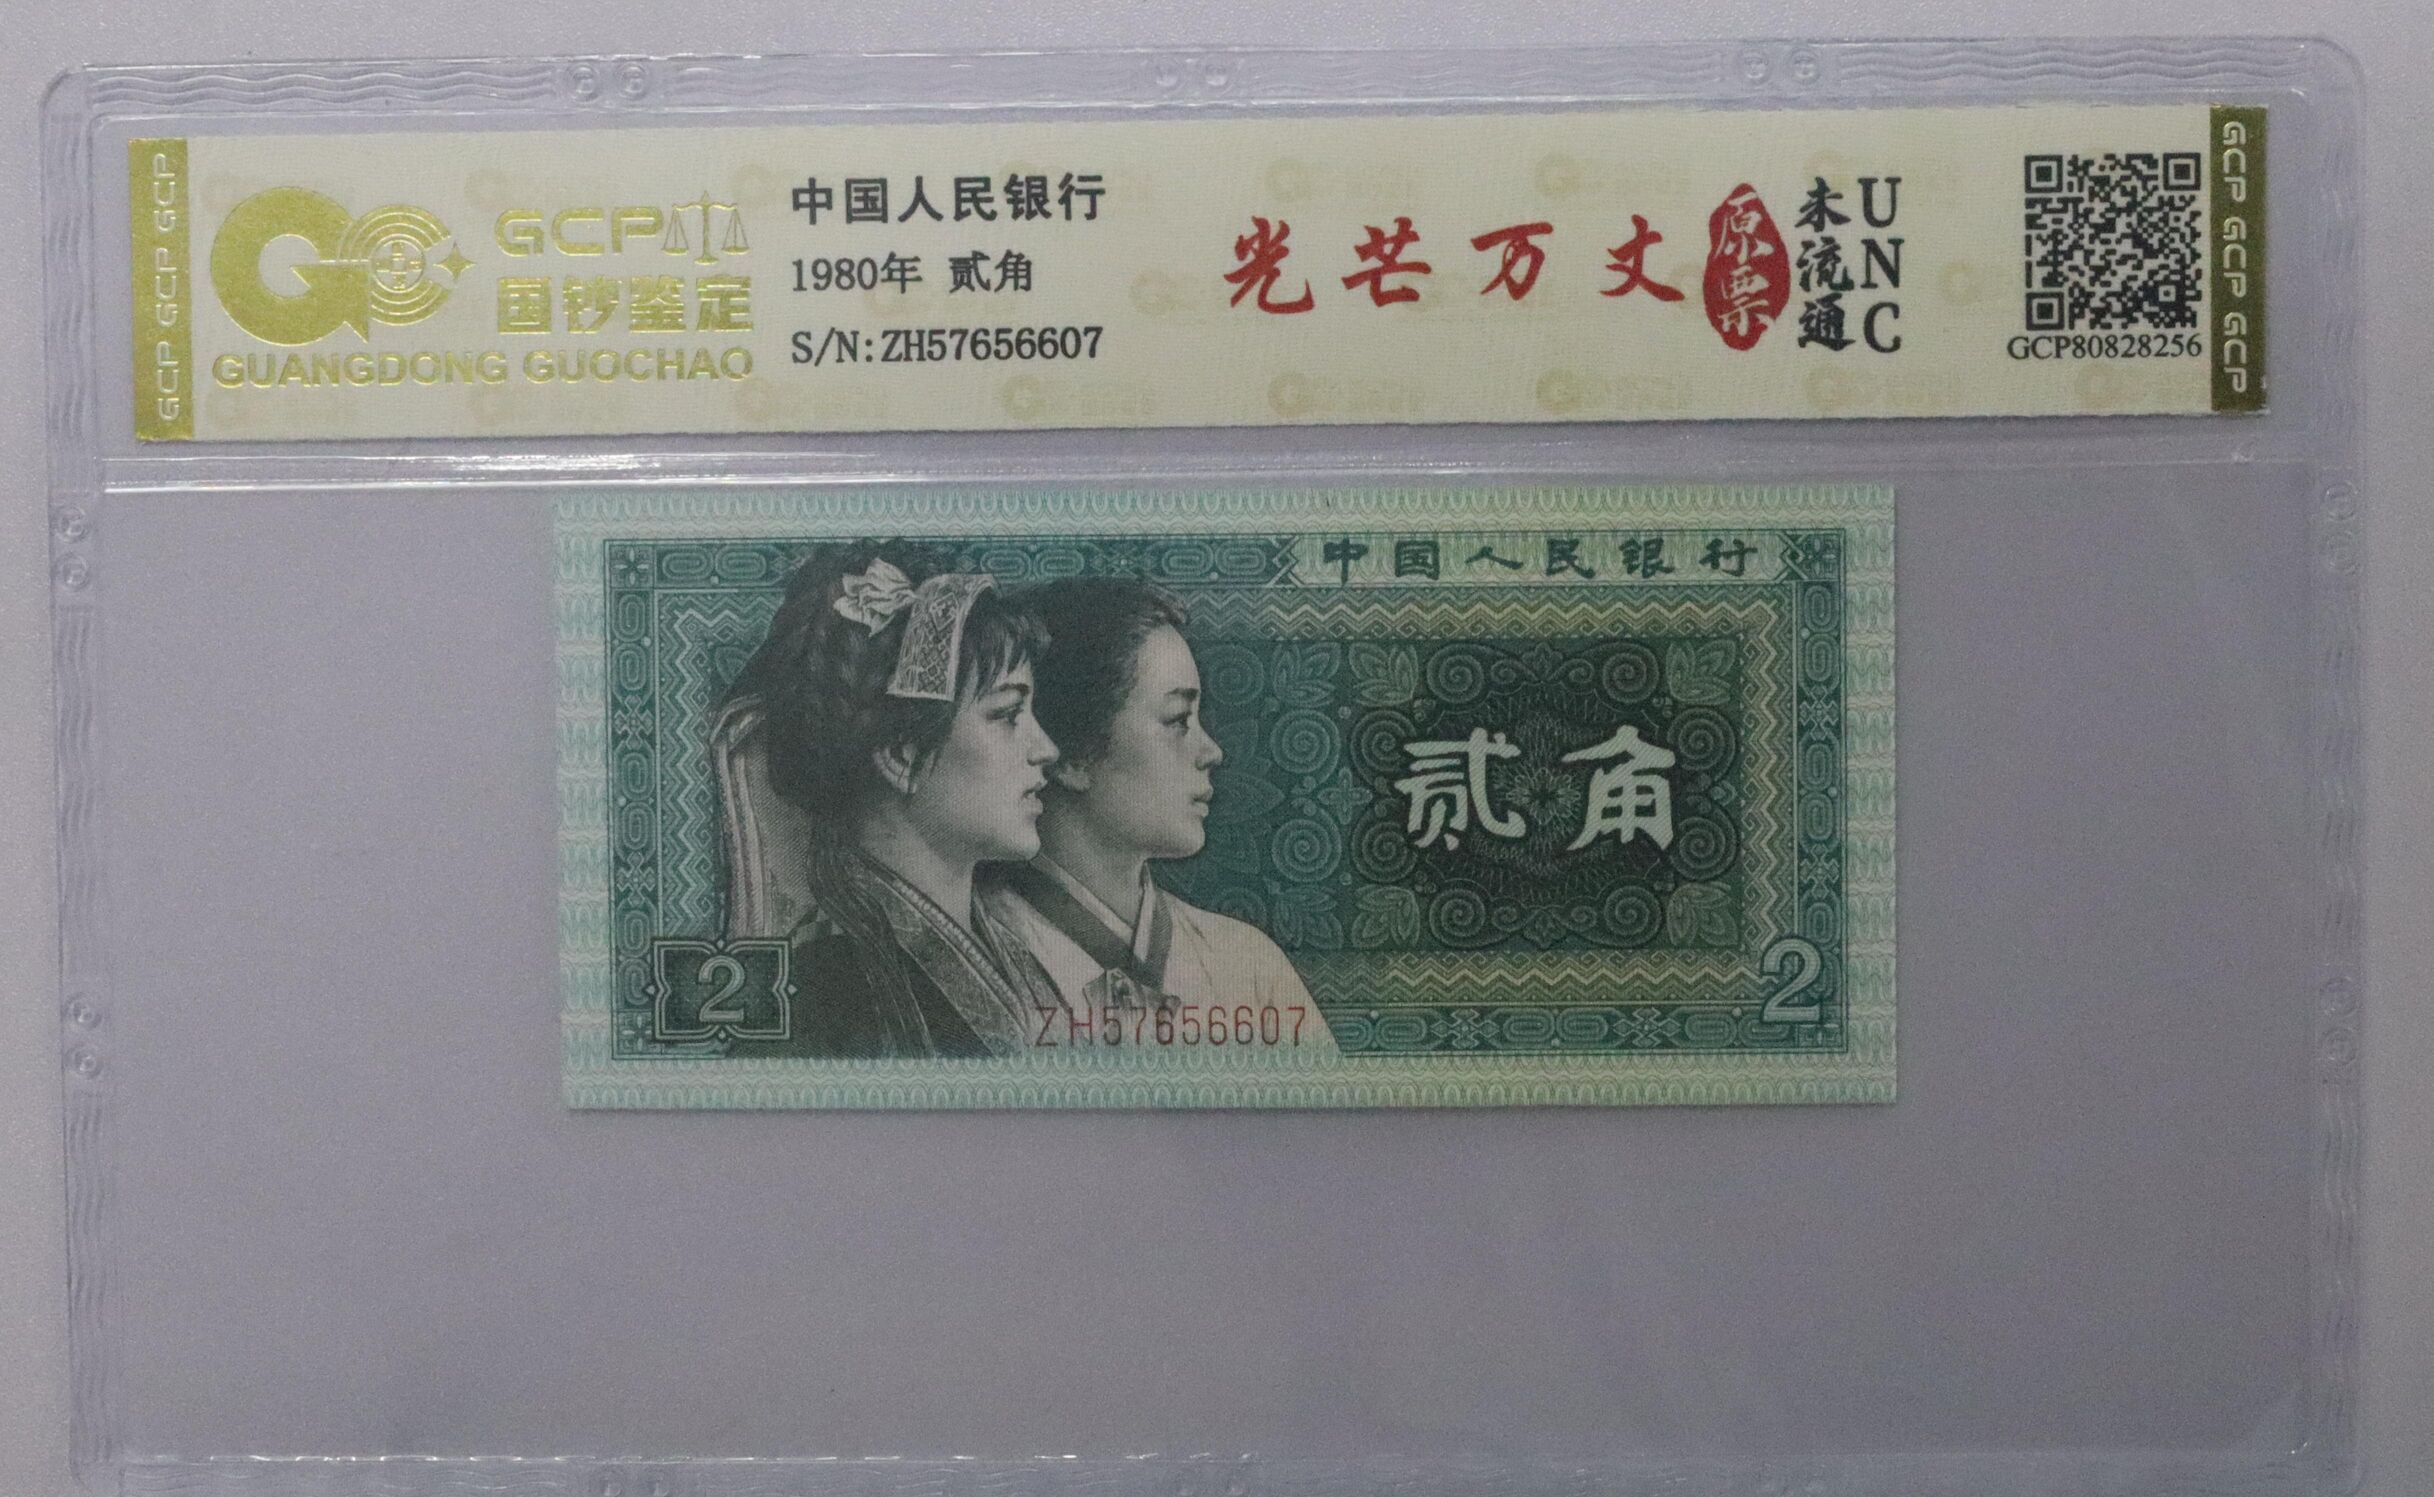 GCP GCP GCP
GCP
国钞鉴定
GUANGDONG GUOCHAO
中国人民银行
1980年 贰角
S/N:ZH57656607
光芒万丈
原票
未流通
UNC
GCP80828256
GCP GCP GCP
中国人民银行
贰角
2
2
ZH57656607